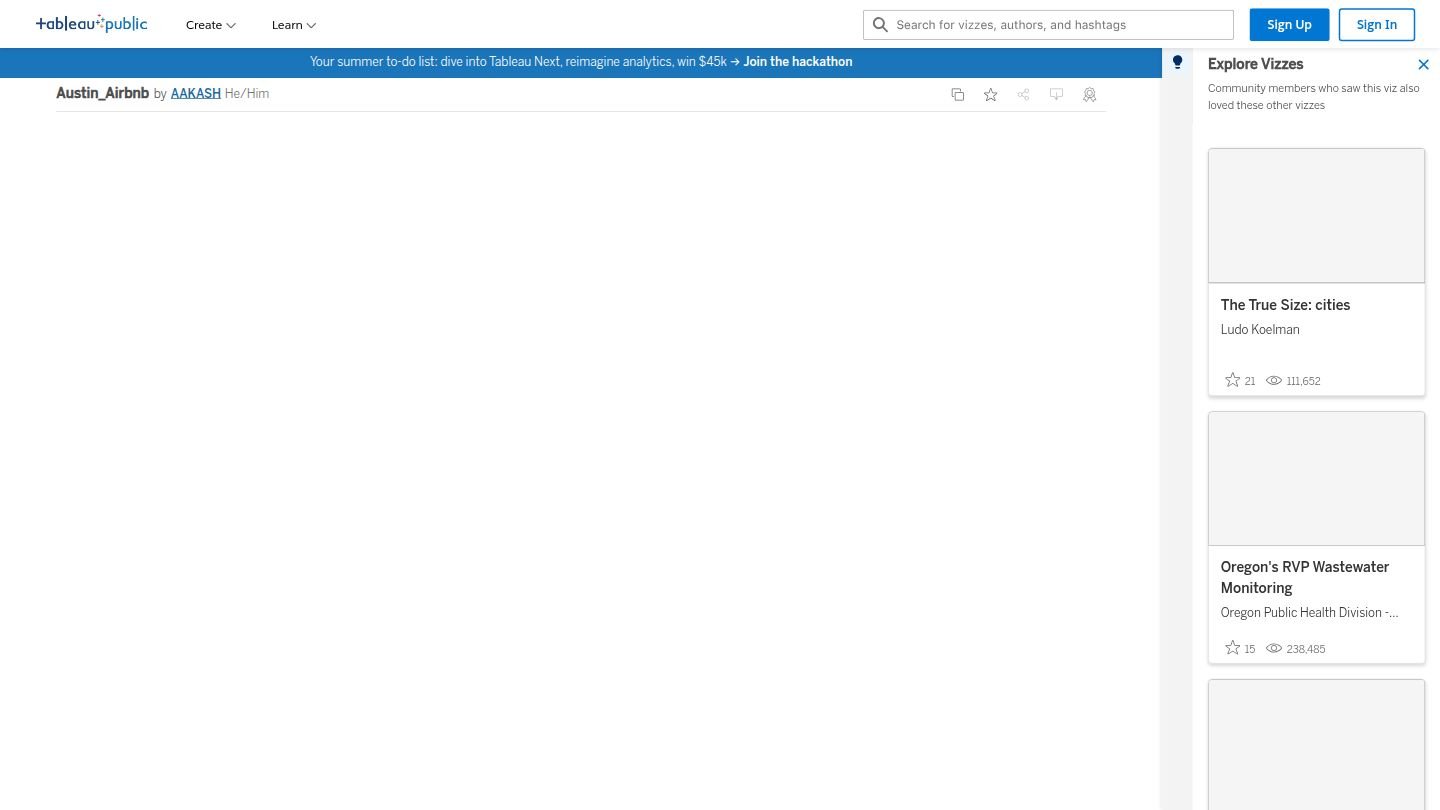 tableau public
Create
Learn
Search for vizzes, authors, and hashtags
Sign Up
Sign In
Your summer to-do list: dive into Tableau Next, reimagine analytics, win $45k → Join the hackathon
Austin_Airbnb by AAKASH He/Him
Explore Vizzes
Community members who saw this viz also
loved these other vizzes
The True Size: cities
Ludo Koelman
21 111,652
Oregon's RVP Wastewater
Monitoring
Oregon Public Health Division -...
15 238,485